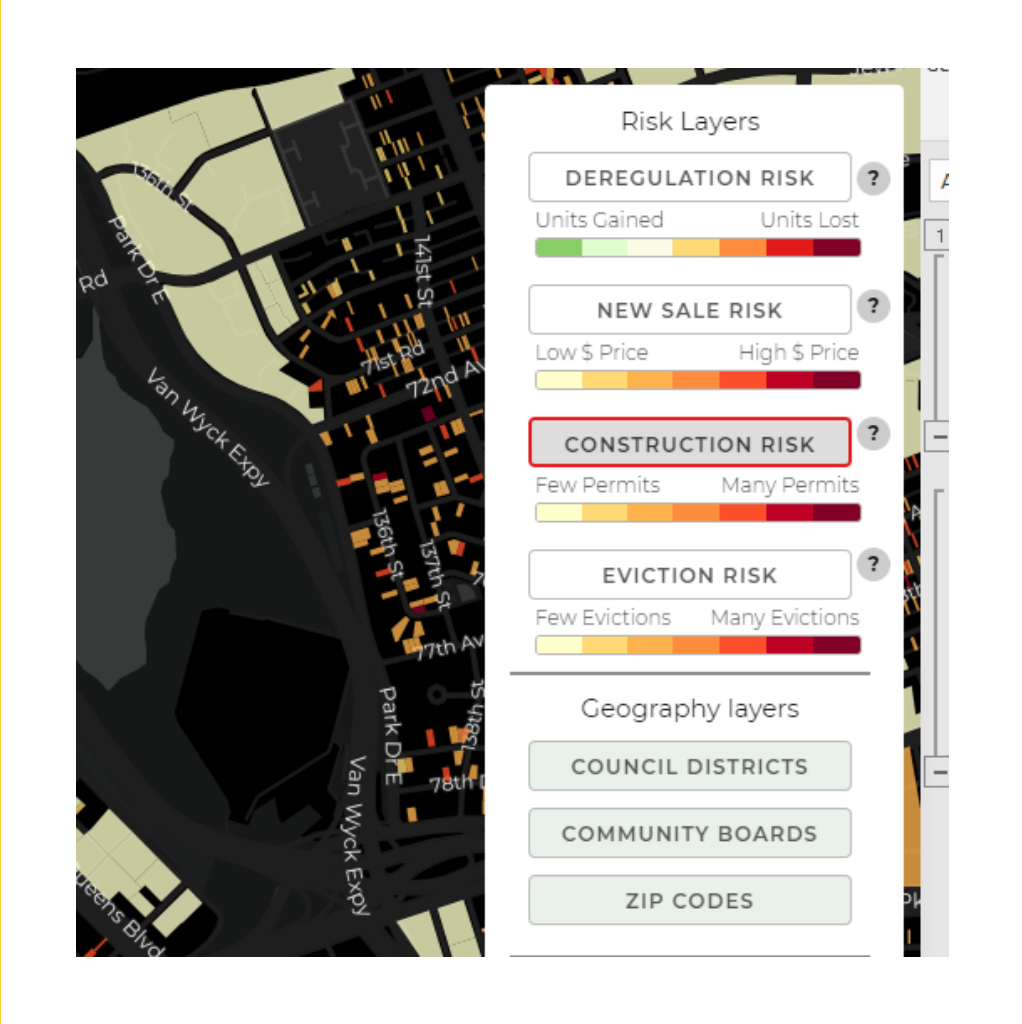 136th St
Park Dr E
Rd
141st St
71st Rd
72nd Av
Van Wyck Expy
136th St
137th St
77th Av
Park Dr E
138th St
78th
Van Wyck Expy
Queens Blvd
Risk Layers
DEREGULATION RISK
?
Units Gained Units Lost
NEW SALE RISK
?
Low $ Price High $ Price
CONSTRUCTION RISK
?
Few Permits Many Permits
EVICTION RISK
?
Few Evictions Many Evictions
Geography layers
COUNCIL DISTRICTS
COMMUNITY BOARDS
ZIP CODES
1